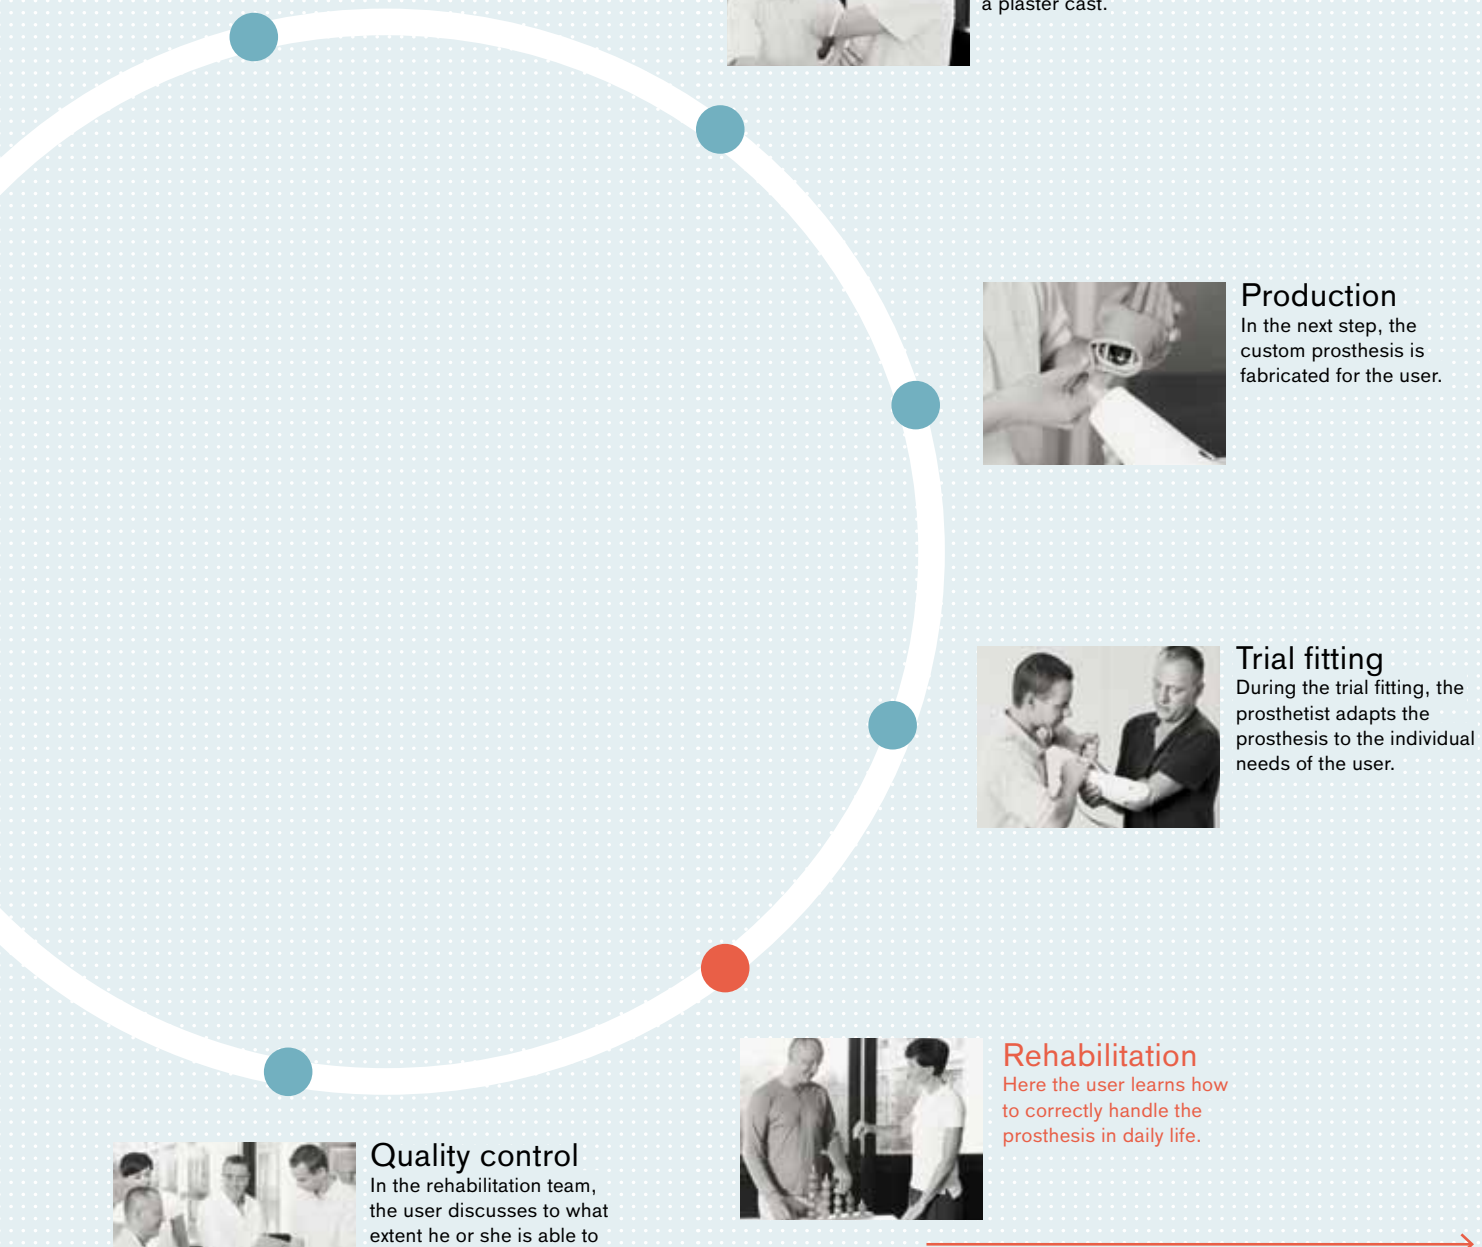 a plaster cast.
Production
In the next step, the
custom prosthesis is
fabricated for the user.
Trial fitting
During the trial fitting, the
prosthetist adapts the
prosthesis to the individual
needs of the user.
Rehabilitation
Here the user learns how
to correctly handle the
prosthesis in daily life.
Quality control
In the rehabilitation team,
the user discusses to what
extent he or she is able to